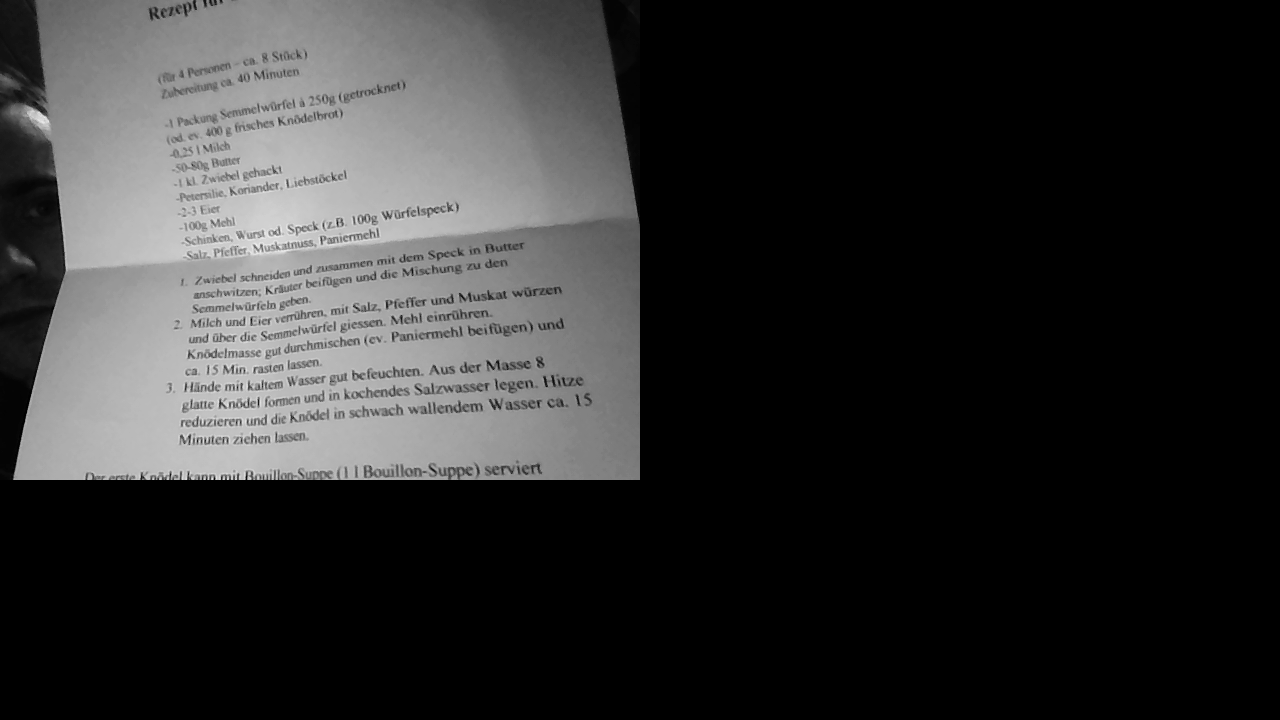 Rezept für
(für 4 Personen – ca. 8 Stück)
Zubereitung ca. 40 Minuten
-1 Packung Semmelwürfel à 250g (getrocknet)
(od. ev. 400 g frisches Knödelbrot)
-0,25 l Milch
-50-80g Butter
-1 kl. Zwiebel gehackt
-Petersilie, Koriander, Liebstöckel
-2-3 Eier
-100g Mehl
-Schinken, Wurst od. Speck (z.B. 100g Würfelspeck)
-Salz, Pfeffer, Muskatnuss, Paniermehl
1. Zwiebel schneiden und zusammen mit dem Speck in Butter
anschwitzen; Kräuter beifügen und die Mischung zu den
Semmelwürfeln geben.
2. Milch und Eier verrühren, mit Salz, Pfeffer und Muskat würzen
und über die Semmelwürfel giessen. Mehl einrühren.
Knödelmasse gut durchmischen (ev. Paniermehl beifügen) und
ca. 15 Min. rasten lassen.
3. Hände mit kaltem Wasser gut befeuchten. Aus der Masse 8
glatte Knödel formen und in kochendes Salzwasser legen. Hitze
reduzieren und die Knödel in schwach wallendem Wasser ca. 15
Minuten ziehen lassen.
Der erste Knödel kann mit Bouillon-Suppe (1 l Bouillon-Suppe) serviert